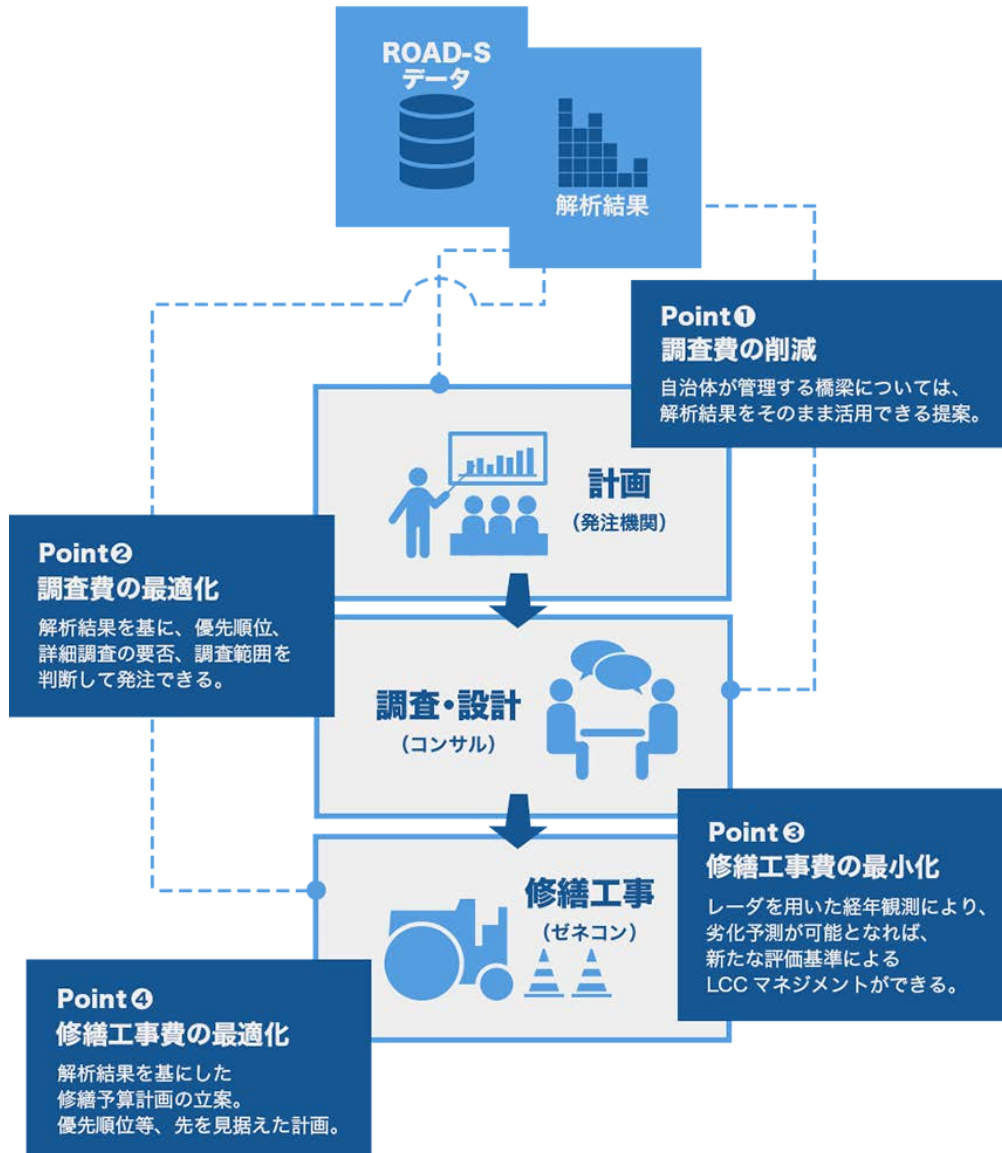 ROAD-S
データ
解析結果
Point❶
調査費の削減
自治体が管理する橋梁については、
解析結果をそのまま活用できる提案。
計画
（発注機関）
Point❷
調査費の最適化
解析結果を基に、優先順位、
詳細調査の要否、調査範囲を
判断して発注できる。
調査・設計
（コンサル）
Point❸
修繕工事費の最小化
レーダを用いた経年観測により、
劣化予測が可能となれば、
新たな評価基準による
LCC マネジメントができる。
修繕工事
（ゼネコン）
Point❹
修繕工事費の最適化
解析結果を基にした
修繕予算計画の立案。
優先順位等、先を見据えた計画。